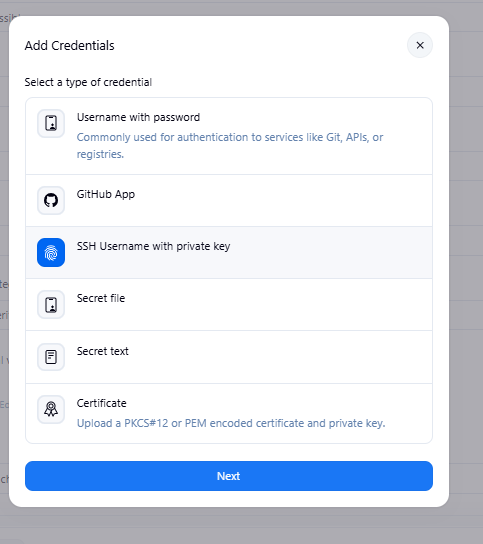 Add Credentials
Select a type of credential
Username with password
Commonly used for authentication to services like Git, APIs, or
registries.
GitHub App
SSH Username with private key
Secret file
Secret text
Certificate
Upload a PKCS#12 or PEM encoded certificate and private key.
Next